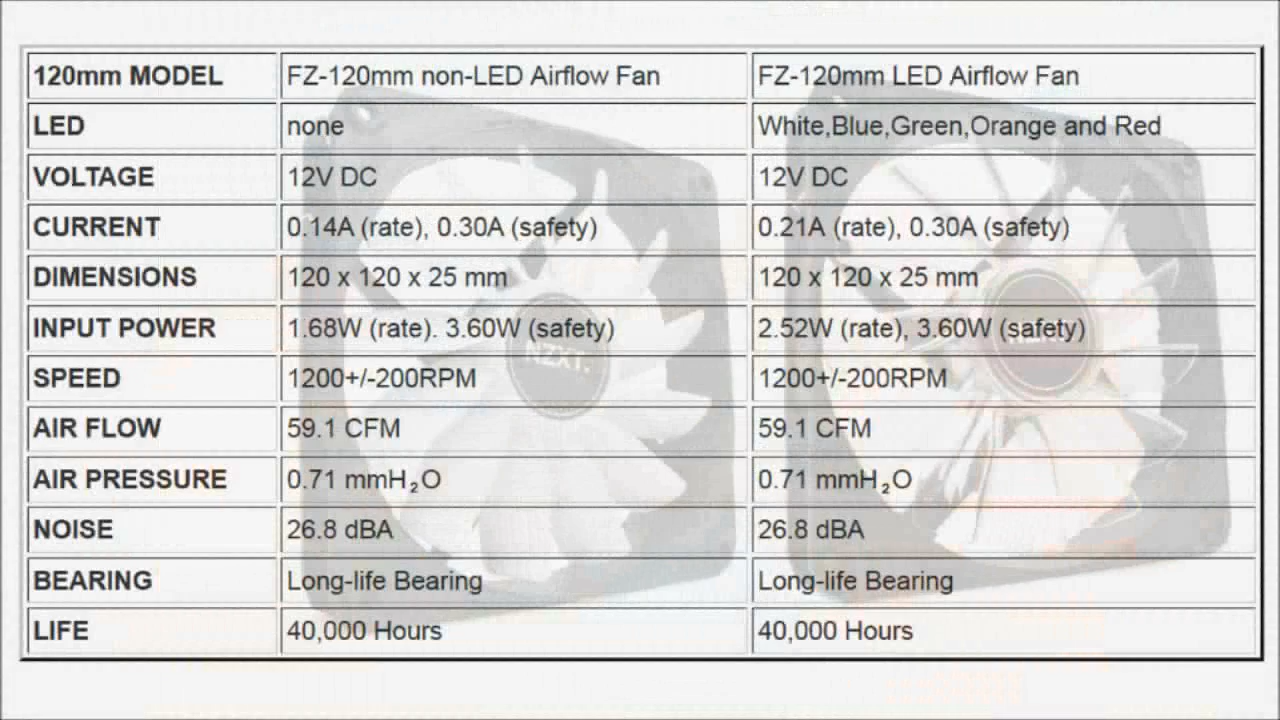 120mm MODEL FZ-120mm non-LED Airflow Fan FZ-120mm LED Airflow Fan
LED none White,Blue,Green,Orange and Red
VOLTAGE 12V DC 12V DC
CURRENT 0.14A (rate), 0.30A (safety) 0.21A (rate), 0.30A (safety)
DIMENSIONS 120 x 120 x 25 mm 120 x 120 x 25 mm
INPUT POWER 1.68W (rate). 3.60W (safety) 2.52W (rate), 3.60W (safety)
NZXT. NZXT
SPEED 1200+/-200RPM 1200+/-200RPM
AIR FLOW 59.1 CFM 59.1 CFM
AIR PRESSURE 0.71 mmH₂O 0.71 mmH₂O
NOISE 26.8 dBA 26.8 dBA
BEARING Long-life Bearing Long-life Bearing
LIFE 40,000 Hours 40,000 Hours